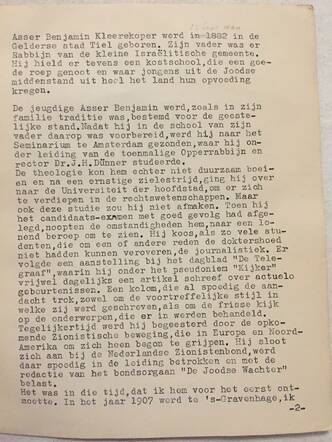 Asser Benjamin Kleerekoper werd in 1882 in de
Gelderse stad Tiel geboren. Zijn vader was er
Rabbijn van de kleine Israëlitische gemeente.
Hij hield er tevens een kostschool, die een goe-
de roep genoot en waar jongens uit de Joodse
middenstand uit heel het land hun opvoeding
kregen.
De jeugdige Asser Benjamin werd, zoals in zijn
familie traditie was, bestemd voor de geeste-
lijke stand. Nadat hij in de school van zijn
vader daarop was voorbereid, werd hij naar het
Seminarium te Amsterdam gezonden, waar hij on-
der leiding van de toenmalige Opperrabbijn en
rector Dr. J.H. Dünner studeerde.
De theologie kon hem echter niet duurzaam boei-
en en na een ernstige zielestrijd, ging hij over
naar de Universiteit der hoofdstad, om er zich
te verdiepen in de rechtswetenschappen. Maar
ook deze studie zou hij niet afmaken. Toen hij
het candidaats-examen met goed gevolg had afge-
legd, noopten de omstandigheden hem, naar een lo-
nend beroep om te zien. Hij koos, als zo vele stu-
denten, die om een of andere reden de doktershoed
niet hadden kunnen veroveren, de journalistiek. Er
volgde een aanstelling bij het dagblad "De Tele-
graaf", waarin hij onder het pseudoniem "Kijker"
vrijwel dagelijks een artikel schreef over actuele
gebeurtenissen. Een kolom, die al spoedig de aan-
dacht trok, zowel om de voortreffelijke stijl in
welke zij werd geschreven, als om de frisse kijk
op de onderwerpen, die er in werden behandeld.
Tegelijkertijd werd hij begeesterd door de opko-
mende Zionistische beweging, die in Europa en Noord-
Amerika om zich heen begon te grijpen. Hij sloot
zich aan bij de Nederlandse Zionistenbond, werd
daar spoedig in de leiding betrokken en met de
redactie van het bondsorgaan "De Joodse Wachter"
belast.
Het was in die tijd, dat ik hem voor het eerst ont-
moette. In het jaar 1907 werd te 's-Gravenhage, ik
-2-